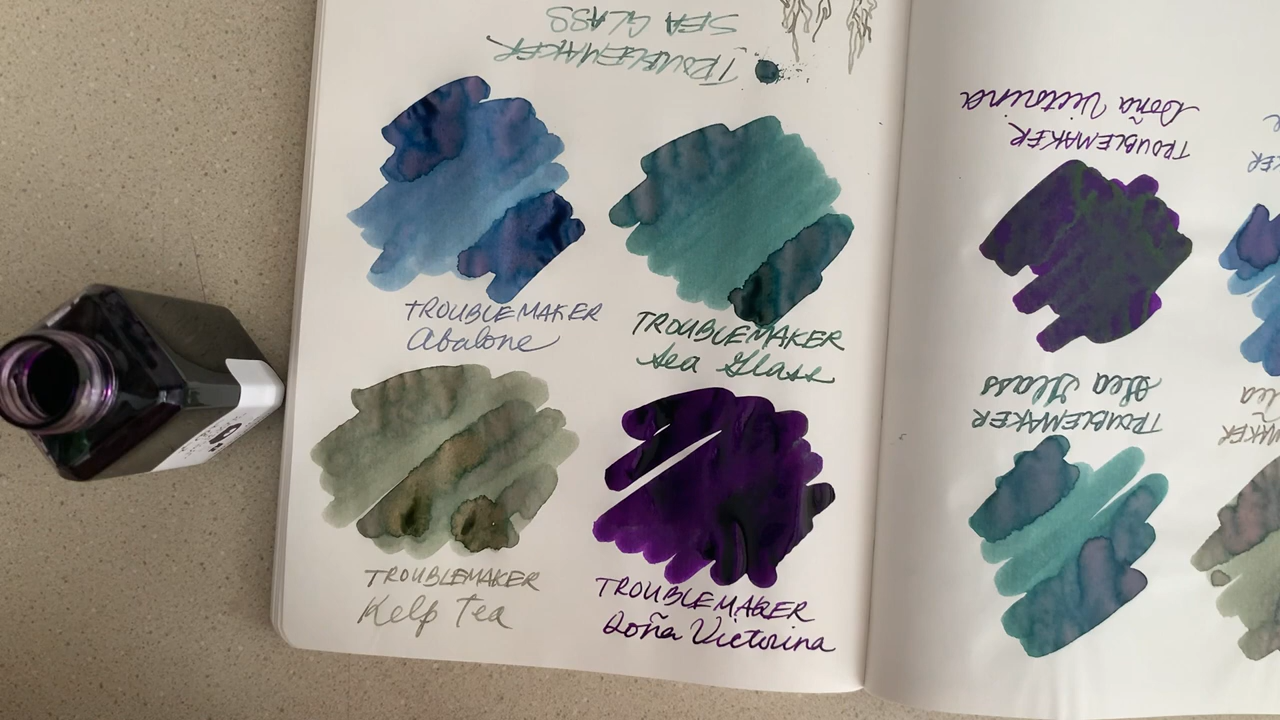 TROUBLEMAKER
SEA GLASS
TROUBLEMAKER
Abalone
TROUBLEMAKER
Sea Glass
TROUBLEMAKER
Kelp Tea
TROUBLEMAKER
Doña Victorina
TROUBLEMAKER
Doña Victorina
TROUBLEMAKER
Sea Glass